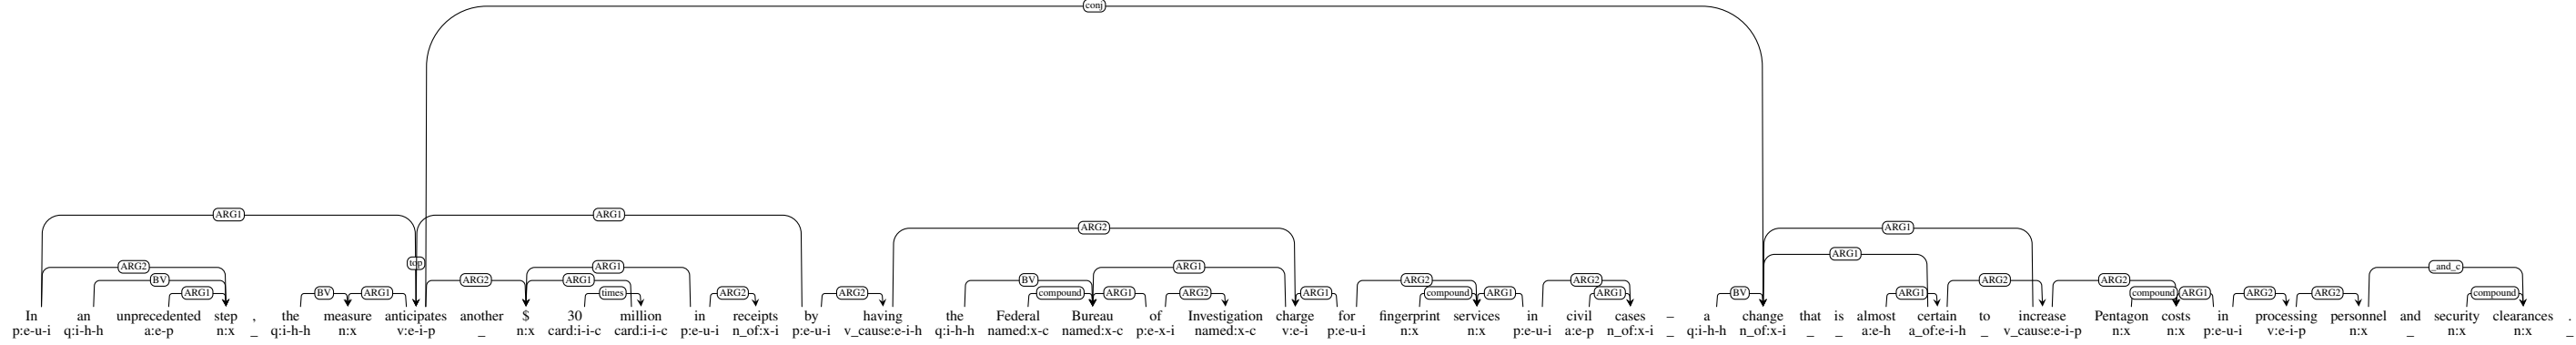 conj
ARG1 ARG1
ARG2 ARG1
ARG1
top
ARG2 ARG1 _and_c
BV ARG2 ARG1 BV ARG1 ARG2 ARG2 ARG2 ARG2
ARG1 BV ARG1 times ARG2 ARG2 compound ARG1 ARG2 ARG1 compound ARG1 ARG1 BV ARG1 compound ARG1 ARG2 ARG2 compound
In an unprecedented step , the measure anticipates another $ 30 million in receipts by having the Federal Bureau of Investigation charge for fingerprint services in civil cases – a change that is almost certain to increase Pentagon costs in processing personnel and security clearances .
p:e-u-i q:i-h-h a:e-p n:x _ q:i-h-h n:x v:e-i-p _ n:x card:i-i-c card:i-i-c p:e-u-i n_of:x-i p:e-u-i v_cause:e-i-h q:i-h-h named:x-c named:x-c p:e-x-i named:x-c v:e-i p:e-u-i n:x n:x p:e-u-i a:e-p n_of:x-i _ q:i-h-h n_of:x-i _ _ a:e-h a_of:e-i-h _ v_cause:e-i-p n:x n:x p:e-u-i v:e-i-p n:x _ n:x n:x _